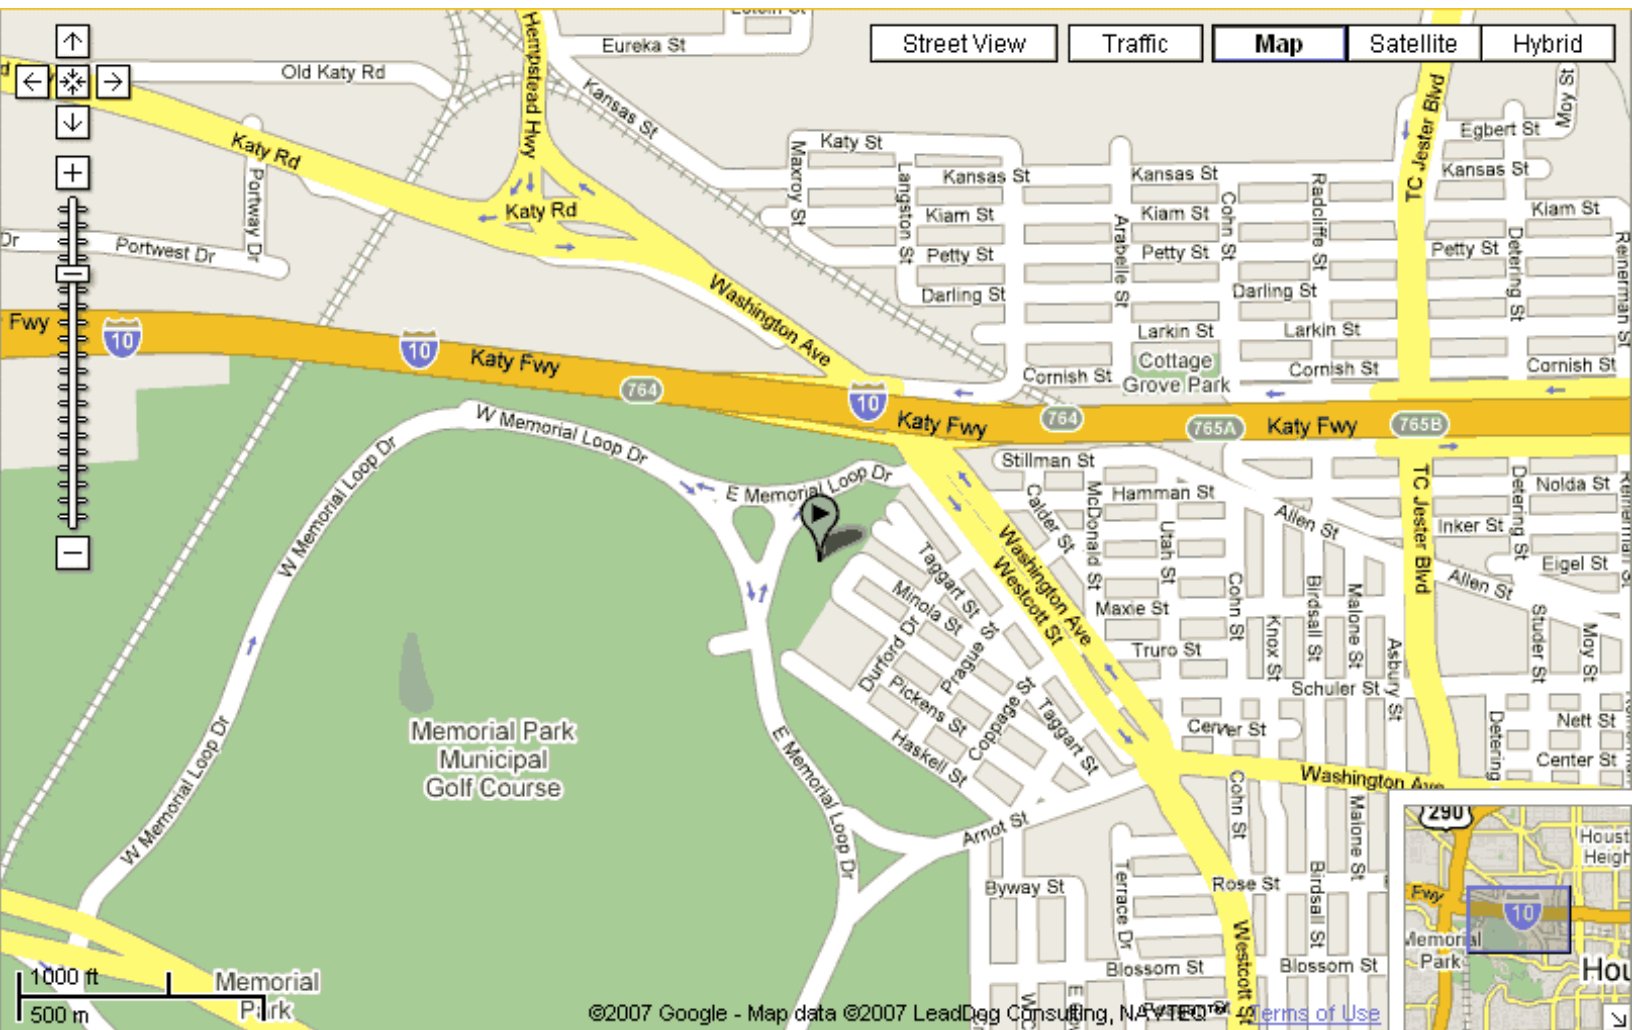 Edtein St
Eureka St
Street View
Traffic
Map
Satellite
Hybrid
Old Katy Rd
Hempstead Hwy
Kansas St
Katy Rd
Portway Dr
Portwest Dr
Dr
Katy Rd
Maxroy St
Katy St
Langston St
Kansas St
Kansas St
Kiam St
Kiam St
Petty St
Petty St
Darling St
Darling St
Arabelle St
Cohn St
Radcliffe St
TC Jester Blvd
Egbert St
Moy St
Kansas St
Kiam St
Petty St
Detering St
Reinerman St
Larkin St
Larkin St
Cottage
Grove Park
Cornish St
Cornish St
Cornish St
Washington Ave
Fwy
10
10
Katy Fwy
764
10
Katy Fwy
764
765A
Katy Fwy
765B
W Memorial Loop Dr
W Memorial Loop Dr
E Memorial Loop Dr
Stillman St
Calder St
McDonald St
Hamman St
Utah St
Allen St
TC Jester Blvd
Detering St
Nolda St
Inker St
Eigel St
Allen St
Reinerman St
Washington Ave
Westcott St
Taggart St
Minola St
Durford Dr
Prague St
Pickens St
Coppage St
Taggart St
Haskell St
Maxie St
Truro St
Cohn St
Knox St
Birdsall St
Malone St
Asbury St
Studer St
Moy St
Schuler St
Center St
Detering
Nett St
Center St
Memorial Park
Municipal
Golf Course
W Memorial Loop Dr
E Memorial Loop Dr
Arnot St
Washington Ave
Cohn St
Malone St
Byway St
Terrace Dr
Rose St
Birdsall St
Westcott St
Blossom St
Blossom St
Memorial
Park
1000 ft
500 m
290
Houst
Heigh
Fwy
10
Memorial
Park
Hou
©2007 Google - Map data ©2007 LeadDog Consulting, NAVTEQ™ - Terms of Use